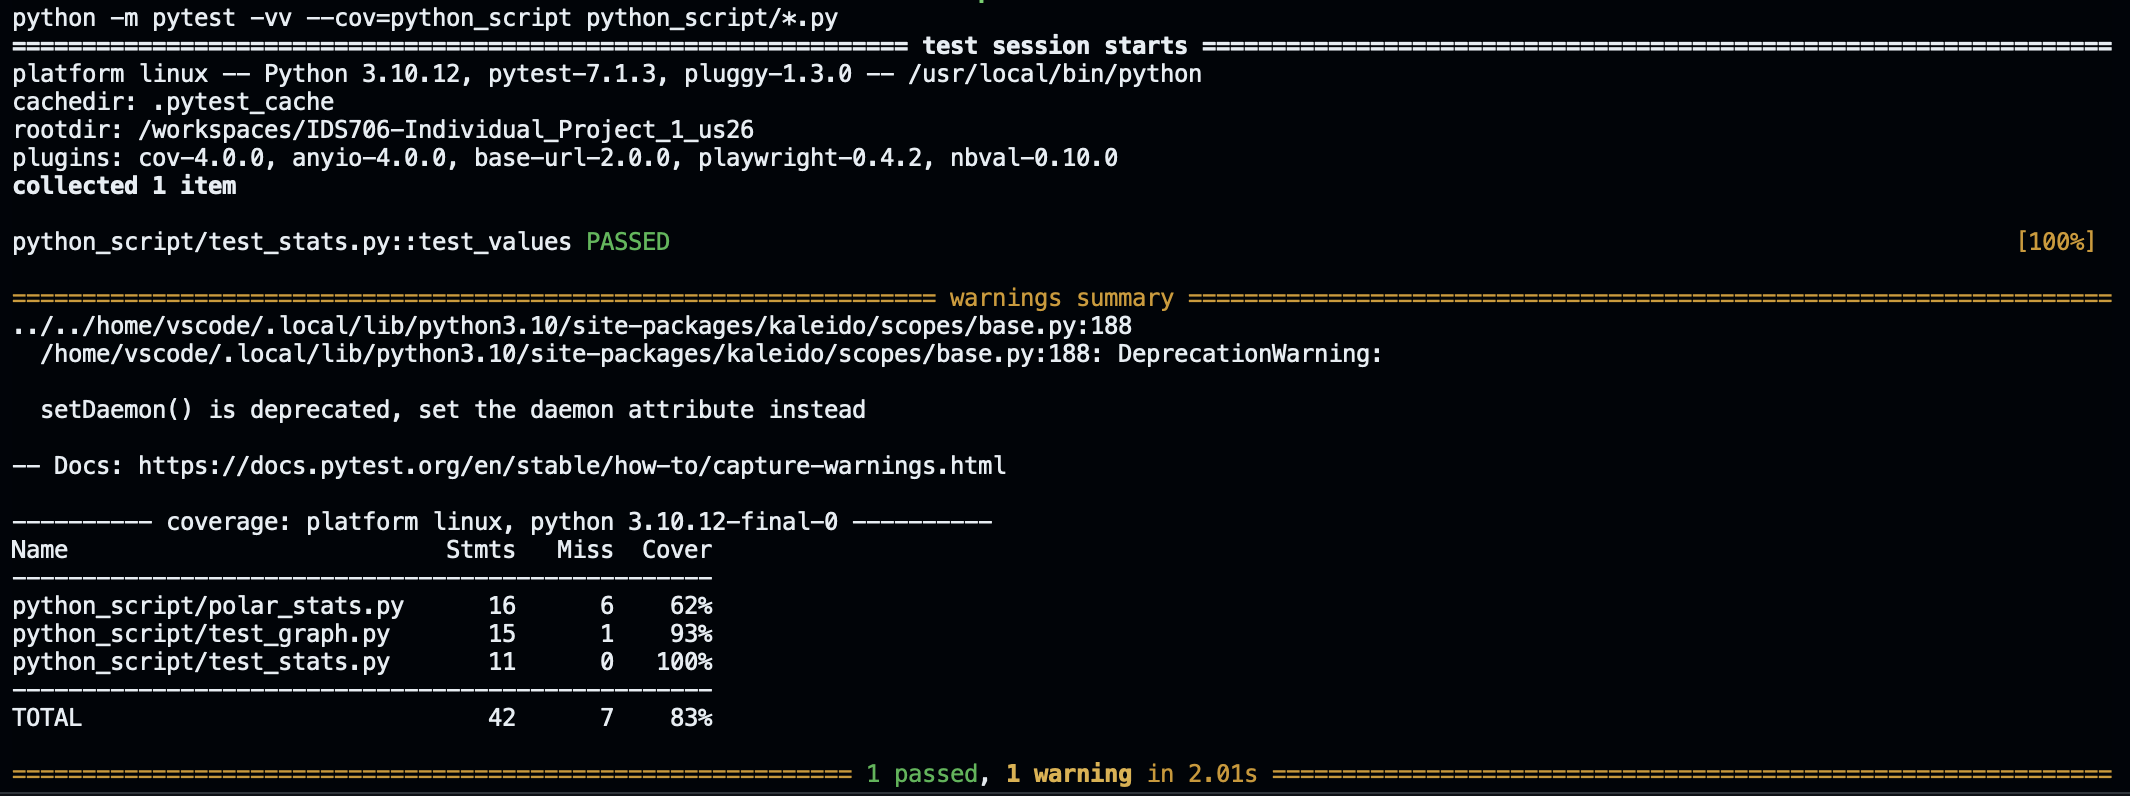 python -m pytest -vv --cov=python_script python_script/*.py
================================================================ test session starts =================================================================
platform linux -- Python 3.10.12, pytest-7.1.3, pluggy-1.3.0 -- /usr/local/bin/python
cachedir: .pytest_cache
rootdir: /workspaces/IDS706-Individual_Project_1_us26
plugins: cov-4.0.0, anyio-4.0.0, base-url-2.0.0, playwright-0.4.2, nbval-0.10.0
collected 1 item

python_script/test_stats.py::test_values PASSED [100%]

================================================================== warnings summary ==================================================================
../../home/vscode/.local/lib/python3.10/site-packages/kaleido/scopes/base.py:188
  /home/vscode/.local/lib/python3.10/site-packages/kaleido/scopes/base.py:188: DeprecationWarning:

  setDaemon() is deprecated, set the daemon attribute instead

-- Docs: https://docs.pytest.org/en/stable/how-to/capture-warnings.html

---------- coverage: platform linux, python 3.10.12-final-0 ----------
Name                           Stmts   Miss  Cover
--------------------------------------------------
python_script/polar_stats.py      16      6    62%
python_script/test_graph.py       15      1    93%
python_script/test_stats.py       11      0   100%
--------------------------------------------------
TOTAL                             42      7    83%

============================================================ 1 passed, 1 warning in 2.01s ============================================================